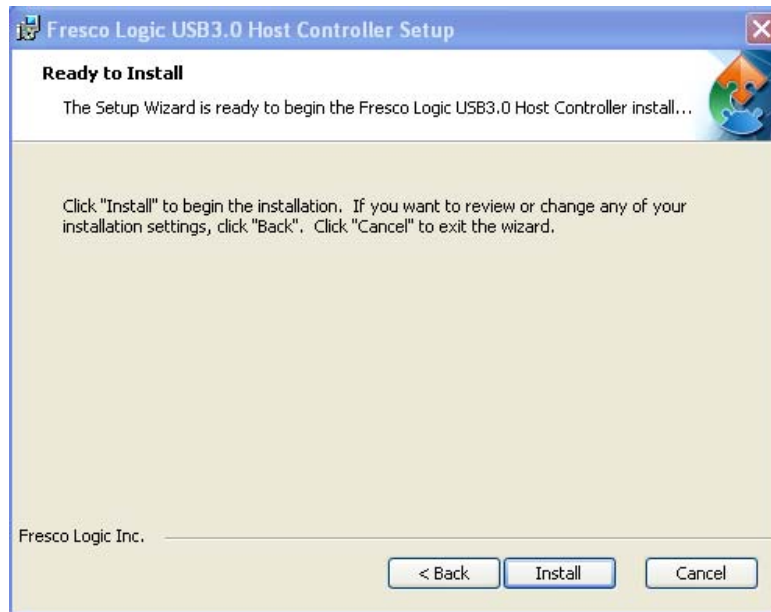 Fresco Logic USB3.0 Host Controller Setup
Ready to Install
The Setup Wizard is ready to begin the Fresco Logic USB3.0 Host Controller install...
Click "Install" to begin the installation. If you want to review or change any of your
installation settings, click "Back". Click "Cancel" to exit the wizard.
Fresco Logic Inc.
< Back Install Cancel